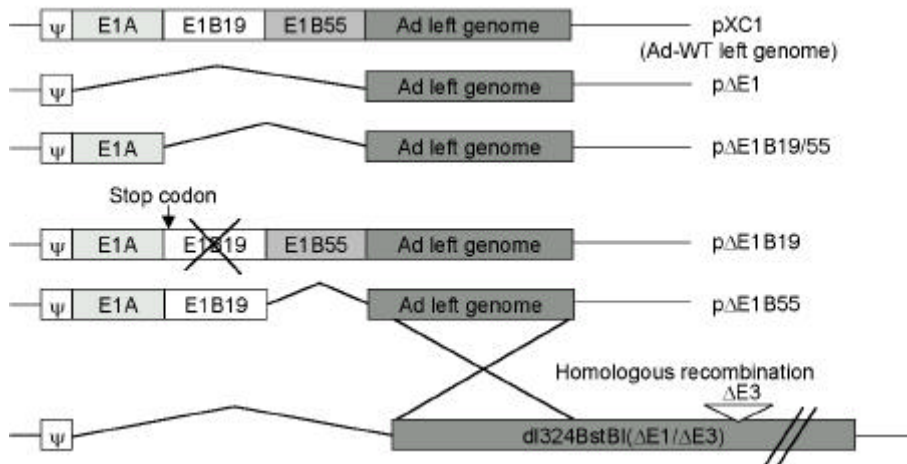 ψ E1A E1B19 E1B55 Ad left genome pXC1
(Ad-WT left genome)
ψ Ad left genome pΔE1
ψ E1A Ad left genome pΔE1B19/55
Stop codon
ψ E1A E1B19 E1B55 Ad left genome pΔE1B19
ψ E1A E1B19 Ad left genome pΔE1B55
Homologous recombination
ΔE3
ψ dl324BstBI(ΔE1/ΔE3)